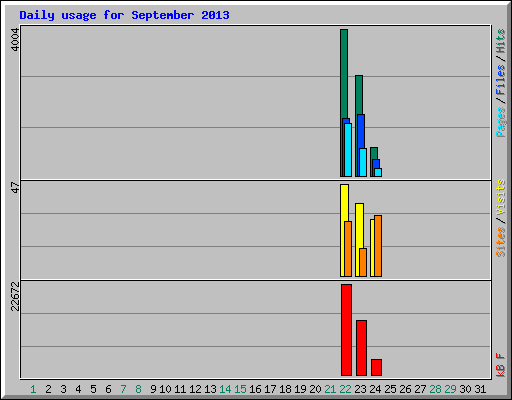 Daily usage for September 2013
4004
47
22672
Pages / Files / Hits
Sites / Visits
kB F
1 2 3 4 5 6 7 8 9 10 11 12 13 14 15 16 17 18 19 20 21 22 23 24 25 26 27 28 29 30 31